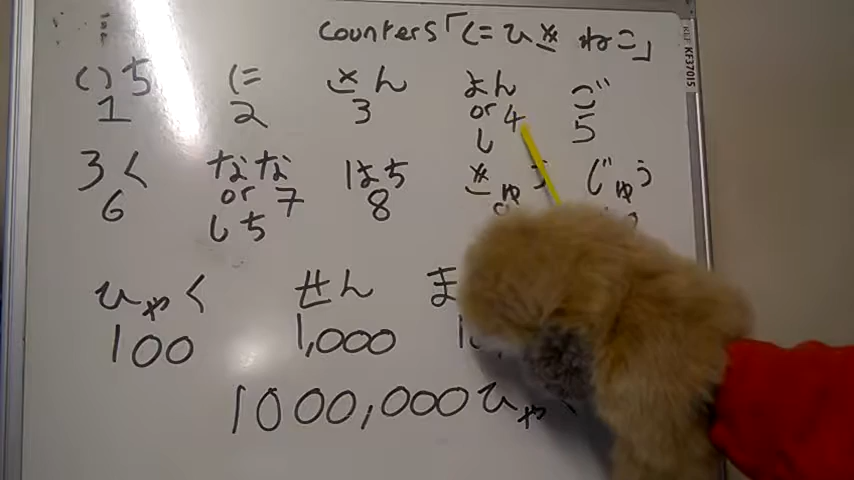 counters「にひき ねこ」
いち に さん よん ご
1 2 3 or 4 5
し
ろく なな はち きゅう じゅう
6 or 7 8
しち
ひゃく せん ま
100 1,000
1000,000 ひゃ
KLF KF37015